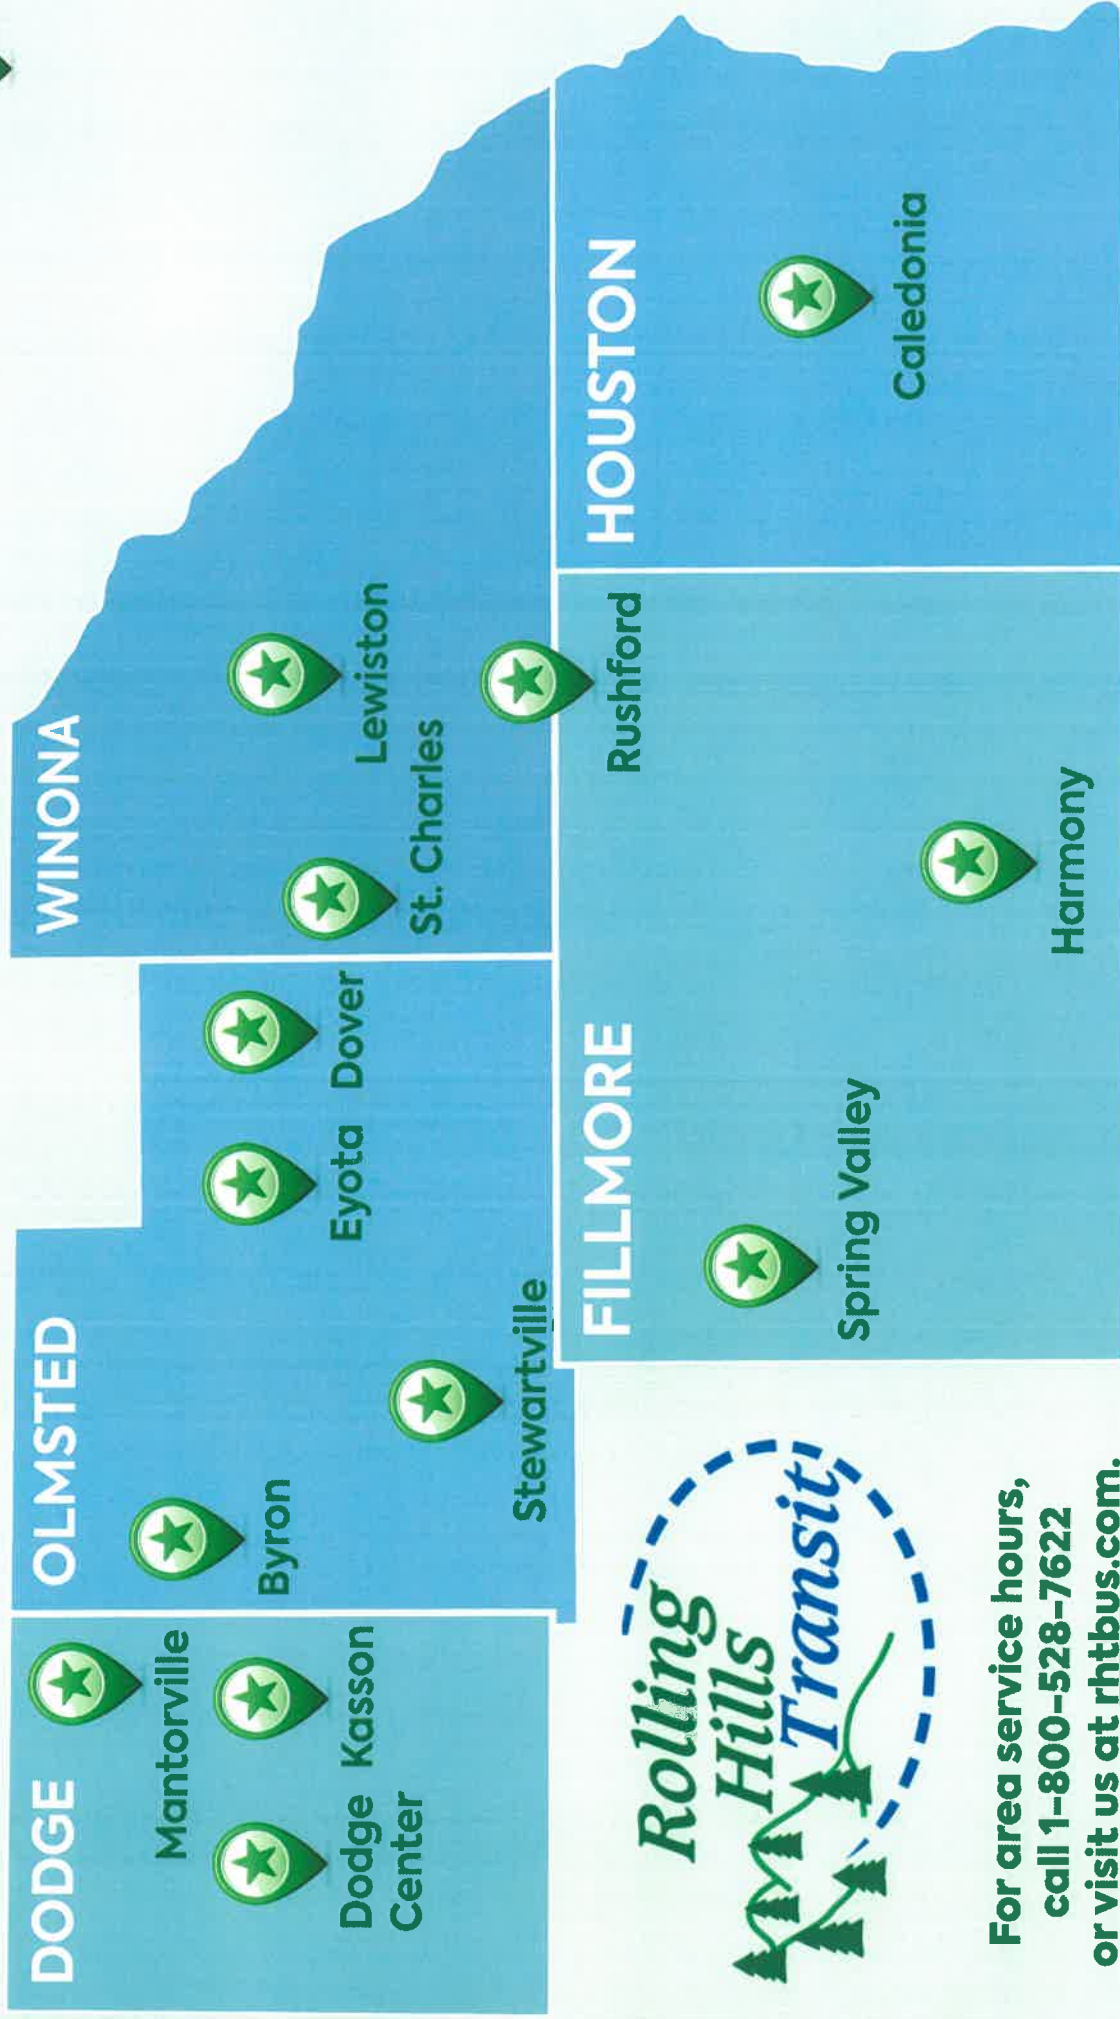 DODGE
Mantorville
Dodge
Center
Kasson
OLMSTED
Byron
Stewartville
Eyota
Dover
WINONA
St. Charles
Lewiston
FILLMORE
Spring Valley
Harmony
Rushford
HOUSTON
Caledonia
Rolling
Hills
Transit
For area service hours,
call 1-800-528-7622
or visit us at rhtbus.com.